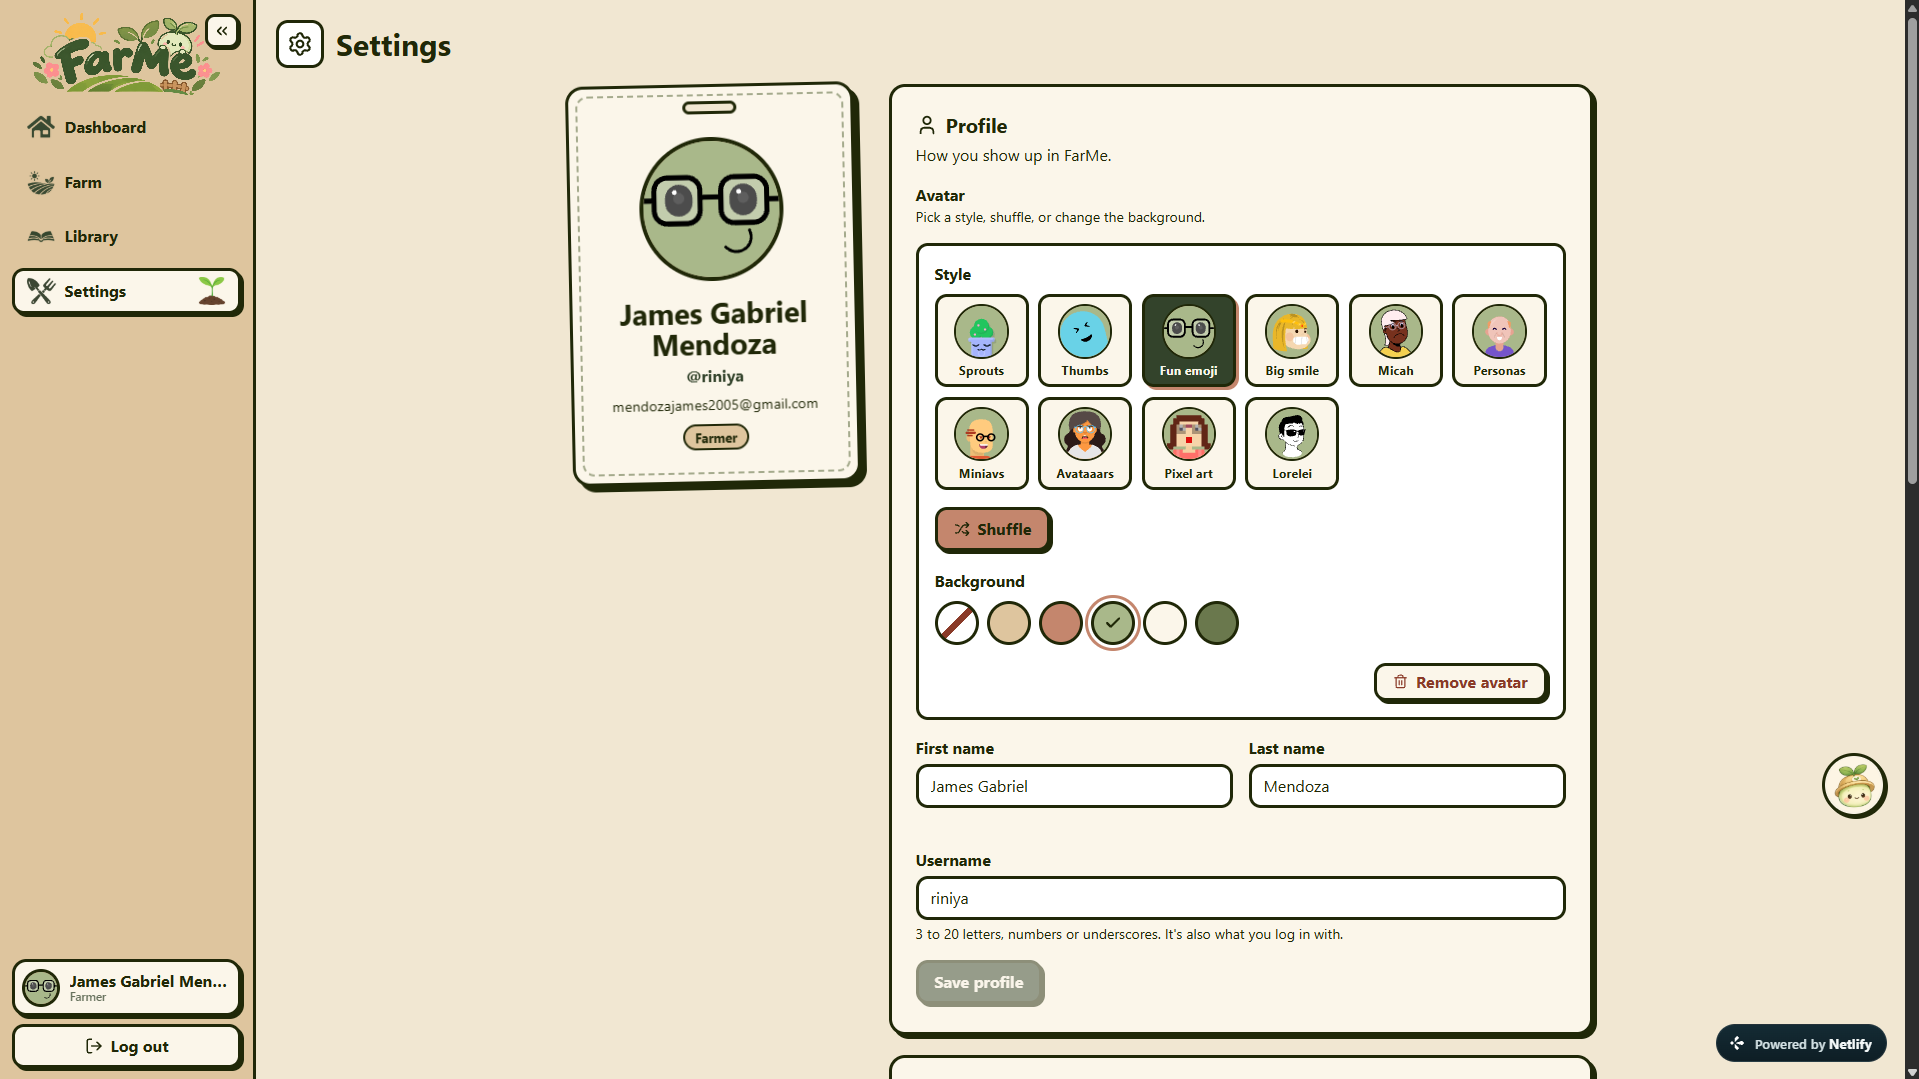 FarMe
Dashboard
Farm
Library
Settings
James Gabriel Men...
Farmer
Log out
Settings
James Gabriel
Mendoza
@riniya
mendozajames2005@gmail.com
Farmer
Profile
How you show up in FarMe.
Avatar
Pick a style, shuffle, or change the background.
Style
Sprouts
Thumbs
Fun emoji
Big smile
Micah
Personas
Miniavs
Avataaars
Pixel art
Lorelei
Shuffle
Background
Remove avatar
First name
Last name
James Gabriel
Mendoza
Username
riniya
3 to 20 letters, numbers or underscores. It's also what you log in with.
Save profile
Powered by Netlify